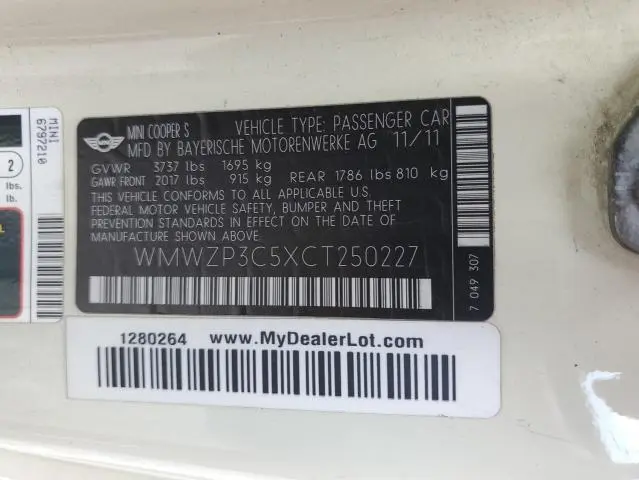 MINI
6797210
2
lbs.
lb.
MINI COOPER S VEHICLE TYPE: PASSENGER CAR
MFD BY BAYERISCHE MOTORENWERKE AG 11/11
GVWR 3737 lbs 1695 kg
GAWR FRONT 2017 lbs 915 kg REAR 1786 lbs 810 kg
THIS VEHICLE CONFORMS TO ALL APPLICABLE U.S.
FEDERAL MOTOR VEHICLE SAFETY, BUMPER AND THEFT
PREVENTION STANDARDS IN EFFECT ON THE DATE OF
MANUFACTURE SHOWN ABOVE.
WMWZP3C5XCT250227
7 049 307
1280264 www.MyDealerLot.com